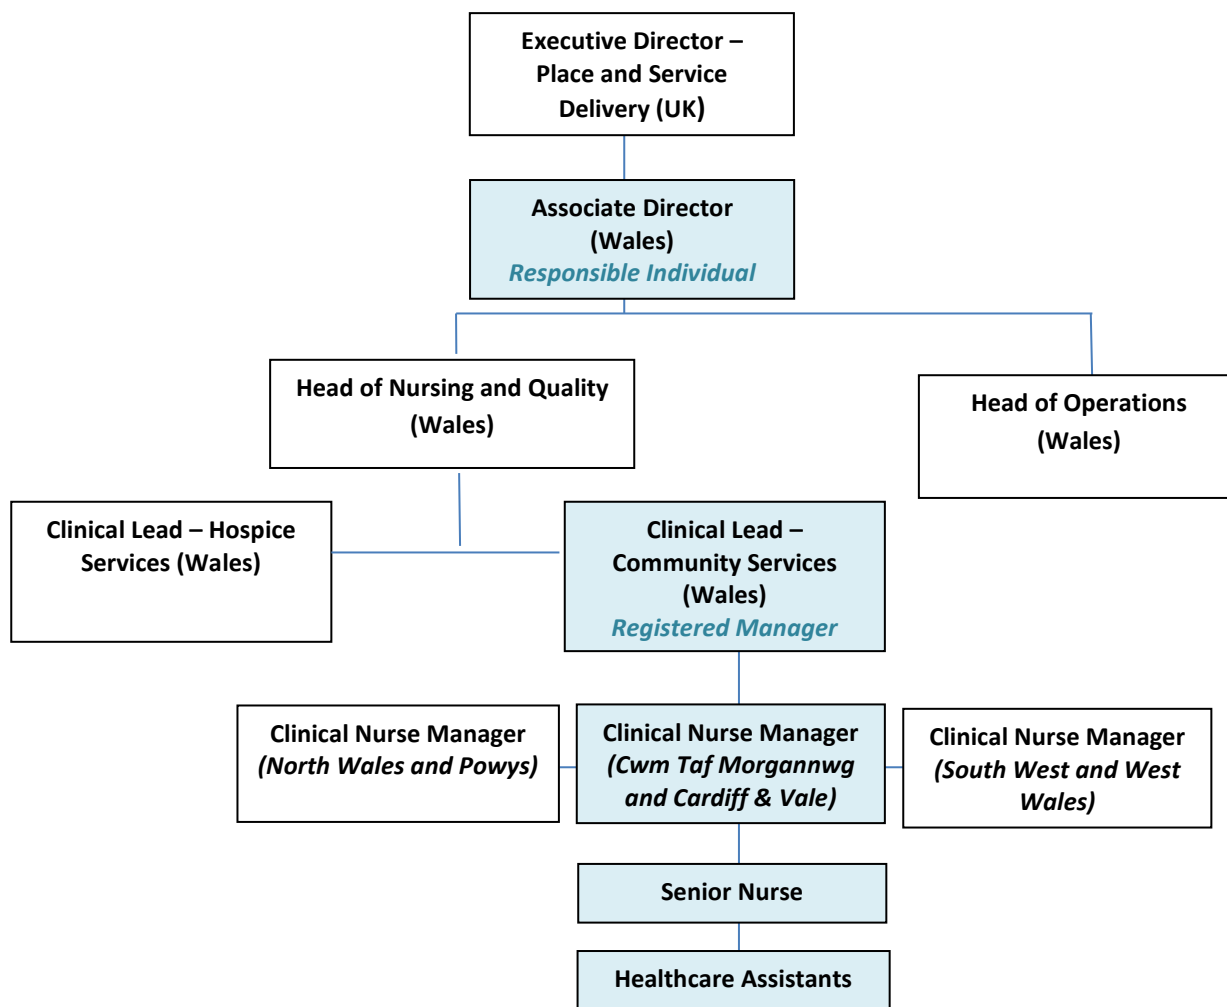 Executive Director –
Place and Service
Delivery (UK)
Associate Director
(Wales)
Responsible Individual
Head of Nursing and Quality
(Wales)
Head of Operations
(Wales)
Clinical Lead – Hospice
Services (Wales)
Clinical Lead –
Community Services
(Wales)
Registered Manager
Clinical Nurse Manager
(North Wales and Powys)
Clinical Nurse Manager
(Cwm Taf Morgannwg
and Cardiff & Vale)
Clinical Nurse Manager
(South West and West
Wales)
Senior Nurse
Healthcare Assistants